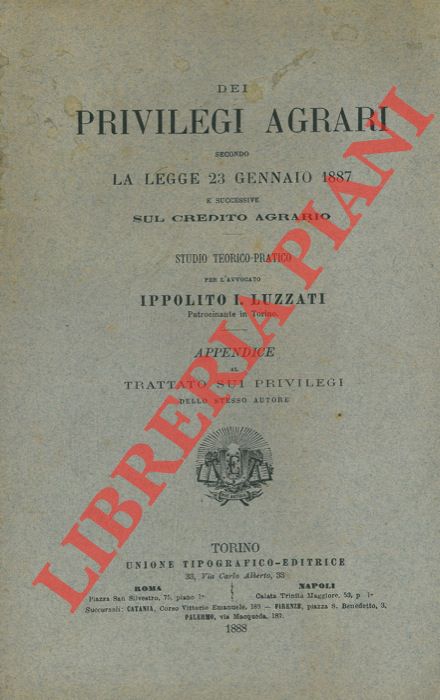 DEI
PRIVILEGI AGRARI
SECONDO
LA LEGGE 23 GENNAIO 1887
E SUCCESSIVE
SUL CREDITO AGRARIO
STUDIO TEORICO-PRATICO
PER L'AVVOCATO
IPPOLITO I. LUZZATI
Patrocinante in Torino.
APPENDICE
AL
TRATTATO SUI PRIVILEGI
DELLO STESSO AUTORE
TORINO
UNIONE TIPOGRAFICO-EDITRICE
33, Via Carlo Alberto, 33
ROMA
Piazza San Silvestro, 75, piano 1º
NAPOLI
Calata Trinità Maggiore, 53, p. 1º
Succursali: CATANIA, Corso Vittorio Emanuele, 189 — FIRENZE, piazza S. Benedetto, 3,
PALERMO, via Macqueda, 187.
1888
LIBRERIA PIANI